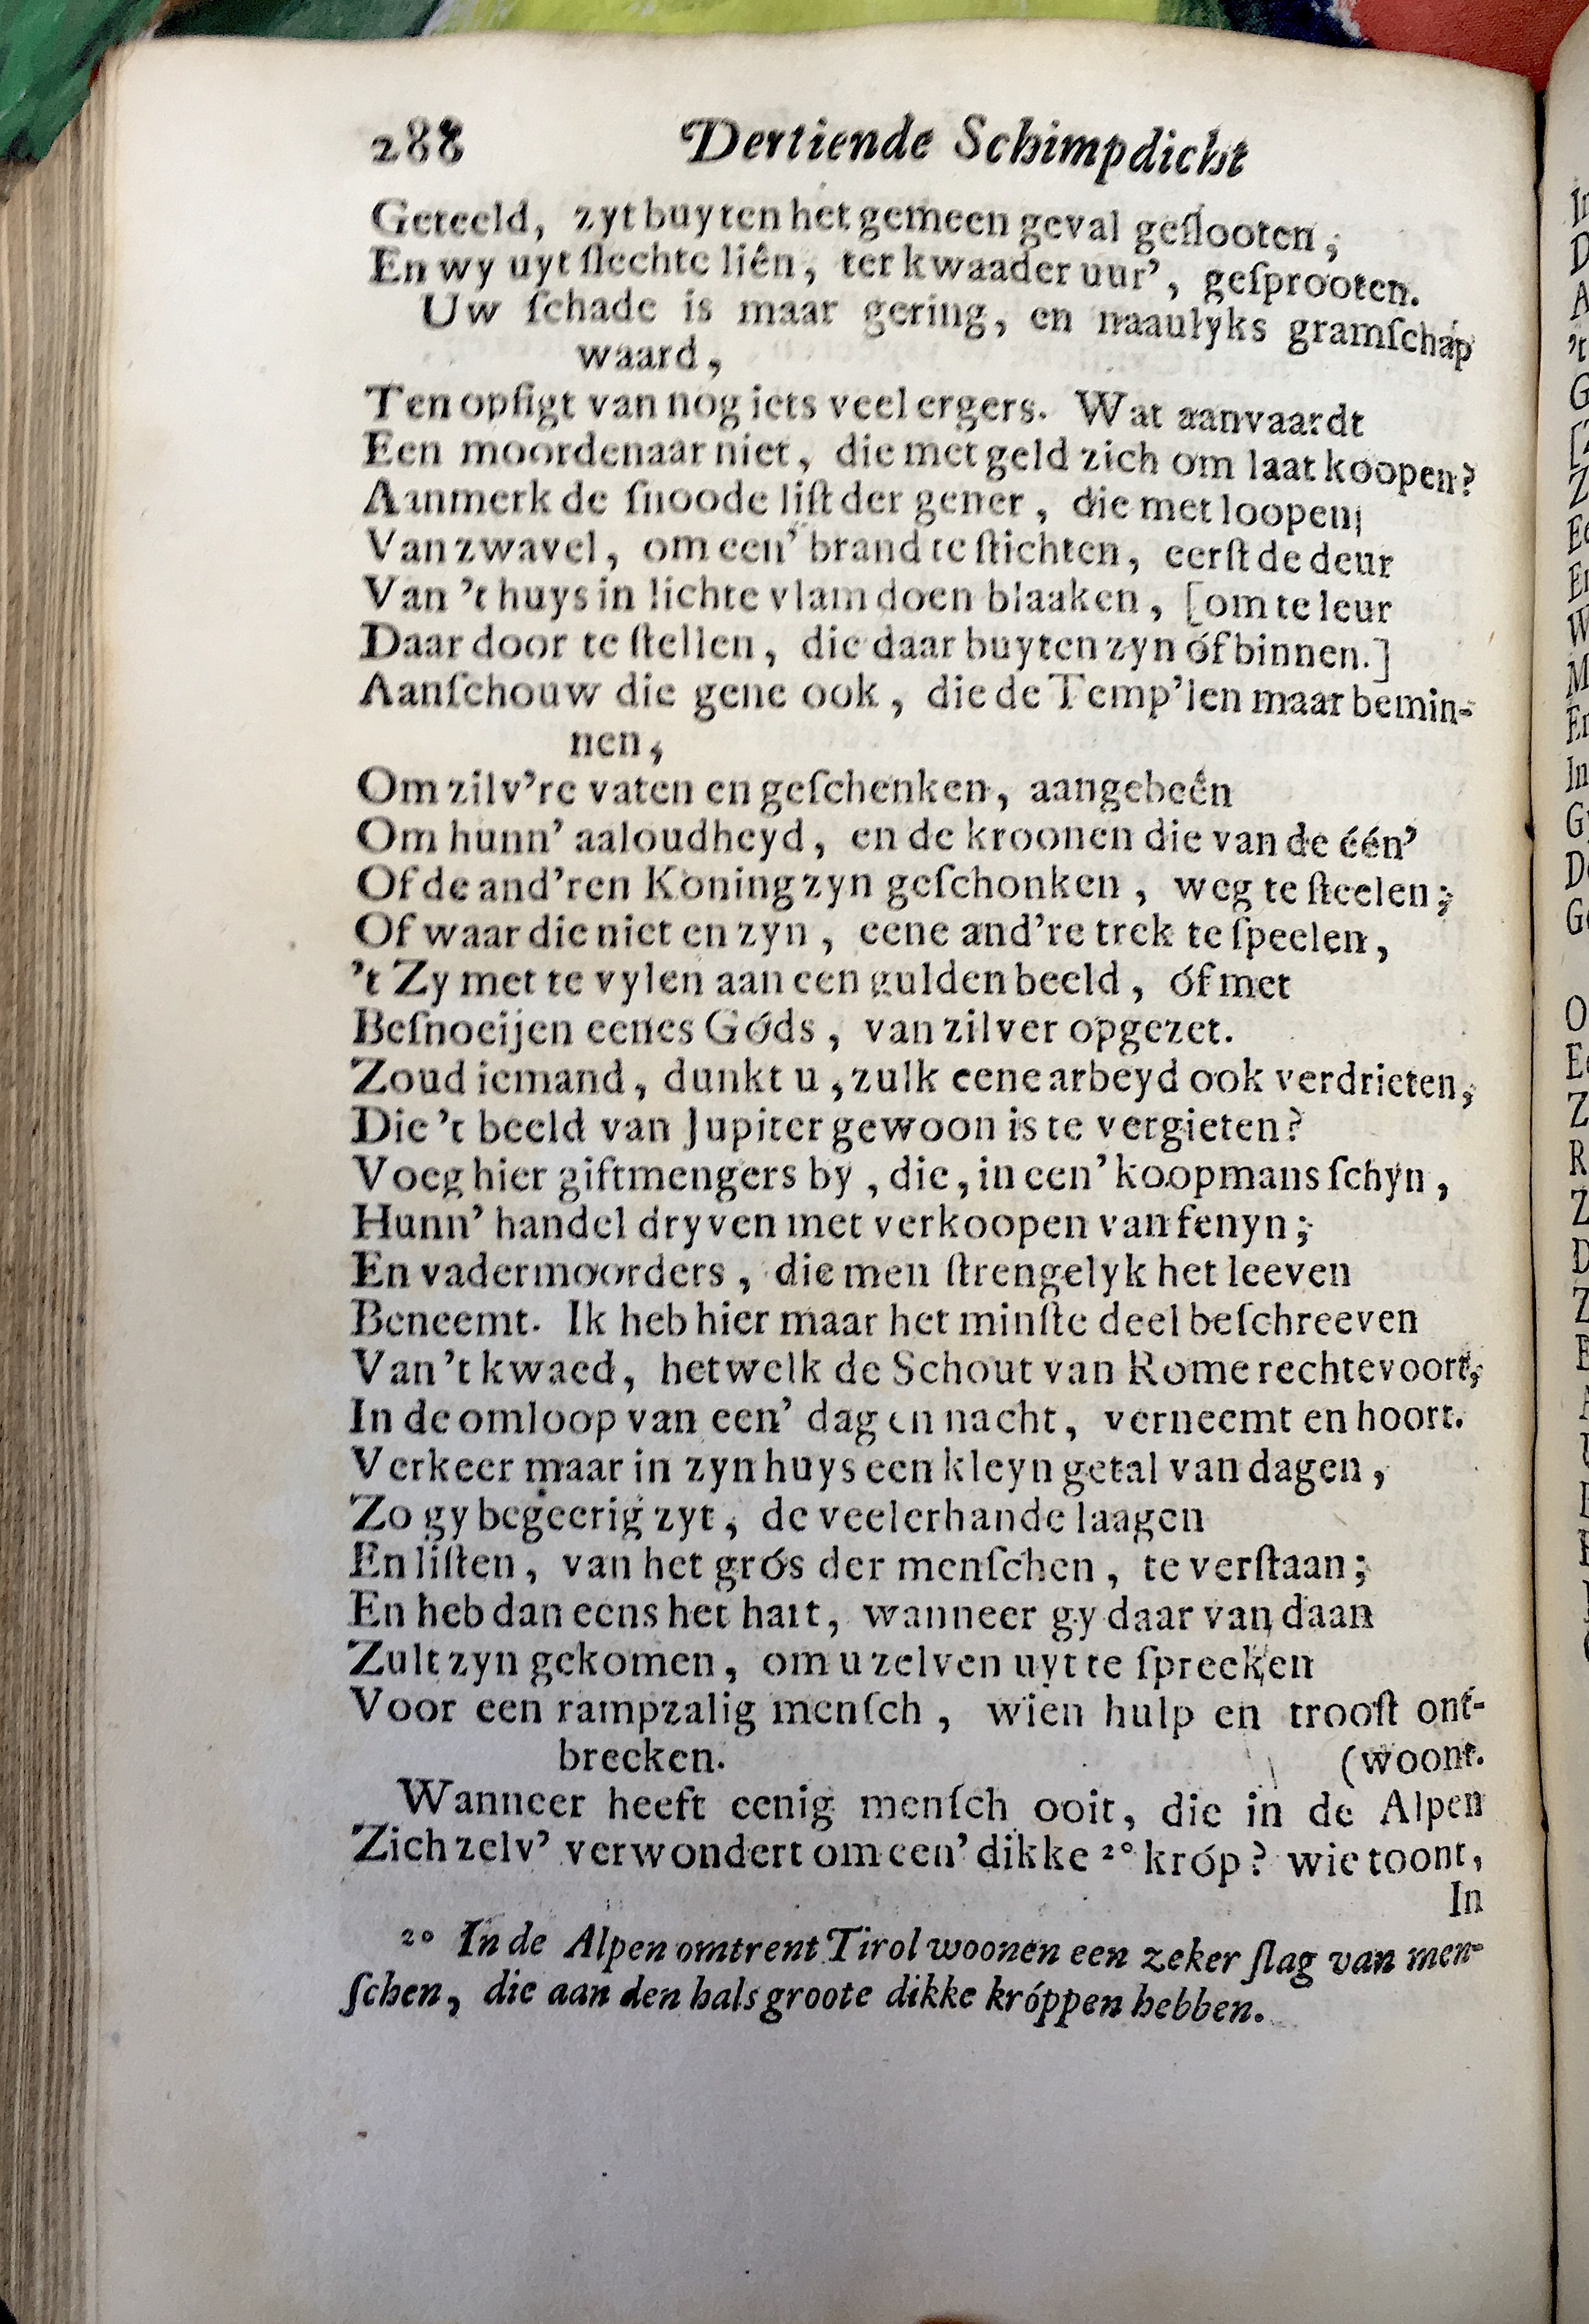 288 Dertiende Schimpdicht
Geteeld, zyt buyten het gemeen geval geſlooten;
En wy uyt ſlechte liên, ter kwaader uur', geſprooten.
Uw ſchade is maar gering, en naaulyks gramſchap
waard,
Ten opſigt van nog iets veel ergers. Wat aanvaardt
Een moordenaar niet, die met geld zich om laat koopen?
Aanmerk de ſnoode liſt der gener, die met loopen
Van zwavel, om een' brand te ſtichten, eerſt de deur
Van 't huys in lichte vlam doen blaaken, [om te leur
Daar door te ſtellen, die daar buyten zyn óf binnen.]
Aanſchouw die gene ook, die de Temp'len maar bemin-
nen,
Om zilv're vaten en geſchenken, aangebeên
Om hunn' aaloudheyd, en de kroonen die van de één'
Of de and'ren Koning zyn geſchonken, weg te ſteelen;
Of waar die niet en zyn, eene and're trek te ſpeelen,
't Zy met te vylen aan een gulden beeld, óf met
Beſnoeijen eenes Góds, van zilver opgezet.
Zoud iemand, dunkt u, zulk eene arbeyd ook verdrieten,
Die 't beeld van Jupiter gewoon is te vergieten?
Voeg hier giftmengers by, die, in een' koopmans ſchyn,
Hunn' handel dryven met verkoopen van fenyn;
En vadermoorders, die men ſtrengelyk het leeven
Beneemt. Ik heb hier maar het minſte deel beſchreeven
Van 't kwaed, hetwelk de Schout van Rome rechtevoort,
In de omloop van een' dag en nacht, verneemt en hoort.
Verkeer maar in zyn huys een kleyn getal van dagen,
Zo gy begeerig zyt, de veelerhande laagen
En liſten, van het grós der menſchen, te verſtaan;
En heb dan eens het hart, wanneer gy daar van daan
Zult zyn gekomen, om u zelven uyt te ſpreeken
Voor een rampzalig menſch, wien hulp en trooſt ont-
breeken. (woont.
Wanneer heeft eenig menſch ooit, die in de Alpen
Zich zelv' verwondert om een' dikke ²⁰ króp? wie toont,
In
²⁰ In de Alpen omtrent Tirol woonen een zeker ſlag van men-
ſchen, die aan den hals groote dikke króppen hebben.